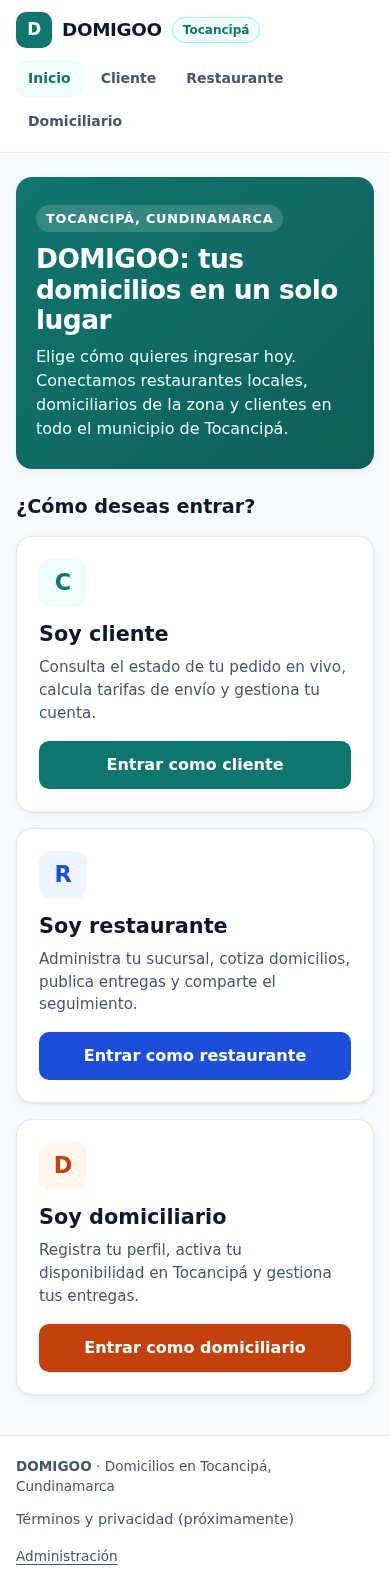 D DOMIGOO Tocancipá
Inicio Cliente Restaurante
Domiciliario
TOCANCIPÁ, CUNDINAMARCA
DOMIGOO: tus
domicilios en un solo
lugar
Elige cómo quieres ingresar hoy.
Conectamos restaurantes locales,
domiciliarios de la zona y clientes en
todo el municipio de Tocancipá.
¿Cómo deseas entrar?
C
Soy cliente
Consulta el estado de tu pedido en vivo,
calcula tarifas de envío y gestiona tu
cuenta.
Entrar como cliente
R
Soy restaurante
Administra tu sucursal, cotiza domicilios,
publica entregas y comparte el
seguimiento.
Entrar como restaurante
D
Soy domiciliario
Registra tu perfil, activa tu
disponibilidad en Tocancipá y gestiona
tus entregas.
Entrar como domiciliario
DOMIGOO · Domicilios en Tocancipá,
Cundinamarca
Términos y privacidad (próximamente)
Administración